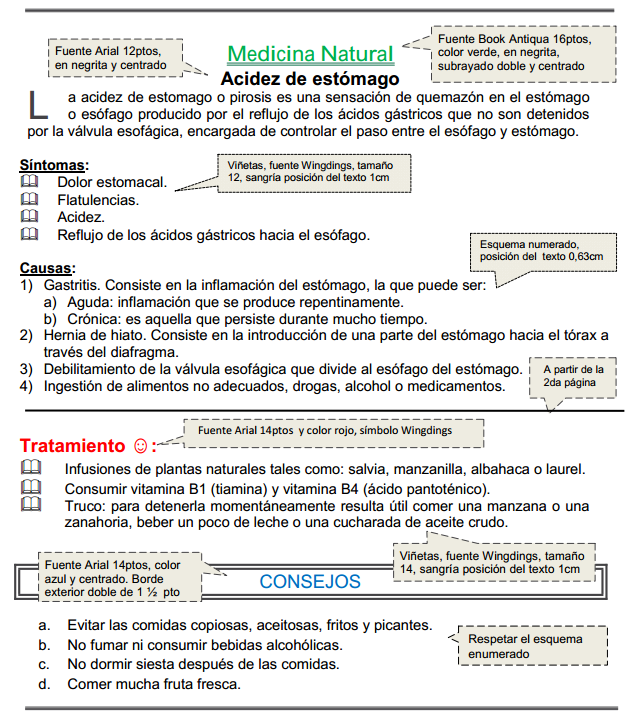 Fuente Arial 12ptos,
en negrita y centrado
Medicina Natural
Fuente Book Antiqua 16ptos,
color verde, en negrita,
subrayado doble y centrado
Acidez de estómago
La acidez de estomago o pirosis es una sensación de quemazón en el estómago
o esófago producido por el reflujo de los ácidos gástricos que no son detenidos
por la válvula esofágica, encargada de controlar el paso entre el esófago y estómago.
Síntomas:
Viñetas, fuente Wingdings, tamaño
12, sangría posición del texto 1cm
Dolor estomacal.
Flatulencias.
Acidez.
Reflujo de los ácidos gástricos hacia el esófago.
Esquema numerado,
posición del texto 0,63cm
Causas:
1) Gastritis. Consiste en la inflamación del estómago, la que puede ser:
a) Aguda: inflamación que se produce repentinamente.
b) Crónica: es aquella que persiste durante mucho tiempo.
2) Hernia de hiato. Consiste en la introducción de una parte del estómago hacia el tórax a
través del diafragma.
3) Debilitamiento de la válvula esofágica que divide al esófago del estómago.
4) Ingestión de alimentos no adecuados, drogas, alcohol o medicamentos.
A partir de la
2da página
Fuente Arial 14ptos y color rojo, símbolo Wingdings
Tratamiento ☺:
Infusiones de plantas naturales tales como: salvia, manzanilla, albahaca o laurel.
Consumir vitamina B1 (tiamina) y vitamina B4 (ácido pantoténico).
Truco: para detenerla momentáneamente resulta útil comer una manzana o una
zanahoria, beber un poco de leche o una cucharada de aceite crudo.
Fuente Arial 14ptos, color
azul y centrado. Borde
exterior doble de 1 ½ pto
Viñetas, fuente Wingdings, tamaño
14, sangría posición del texto 1cm
CONSEJOS
a. Evitar las comidas copiosas, aceitosas, fritos y picantes.
b. No fumar ni consumir bebidas alcohólicas.
c. No dormir siesta después de las comidas.
d. Comer mucha fruta fresca.
Respetar el esquema
enumerado